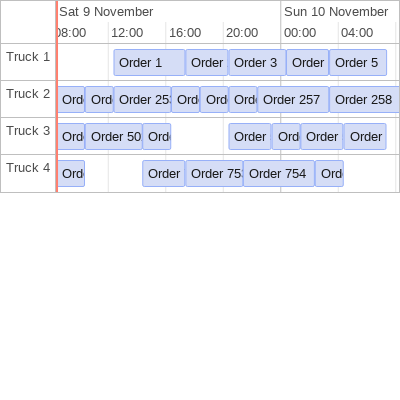 Sat 9 November Sun 10 November
08:00 12:00 16:00 20:00 00:00 04:00
Truck 1 Order 1 Order Order 3 Order Order 5
Truck 2 Ord Ord Order 25 Ord Ord Ord Order 257 Order 258
Truck 3 Ord Order 50 Ord Order Ord Order Order
Truck 4 Ord Order Order 75 Order 754 Ord